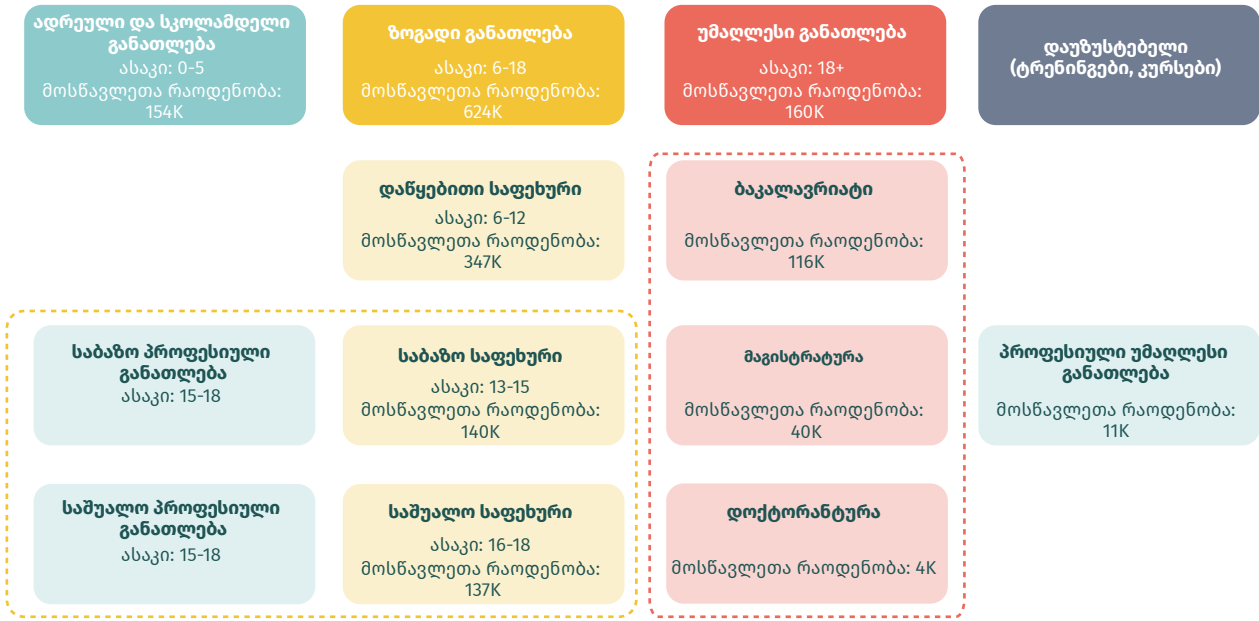 ადრეული და სკოლამდელი
განათლება
ასაკი: 0-5
მოსწავლეთა რაოდენობა:
154K
ზოგადი განათლება
ასაკი: 6-18
მოსწავლეთა რაოდენობა:
624K
უმაღლესი განათლება
ასაკი: 18+
მოსწავლეთა რაოდენობა:
160K
დაუზუსტებელი
(ტრენინგები, კურსები)
დაწყებითი საფეხური
ასაკი: 6-12
მოსწავლეთა რაოდენობა:
347K
ბაკალავრიატი
მოსწავლეთა რაოდენობა:
116K
საბაზო პროფესიული
განათლება
ასაკი: 15-18
საბაზო საფეხური
ასაკი: 13-15
მოსწავლეთა რაოდენობა:
140K
მაგისტრატურა
მოსწავლეთა რაოდენობა:
40K
პროფესიული უმაღლესი
განათლება
მოსწავლეთა რაოდენობა:
11K
საშუალო პროფესიული
განათლება
ასაკი: 15-18
საშუალო საფეხური
ასაკი: 16-18
მოსწავლეთა რაოდენობა:
137K
დოქტორანტურა
მოსწავლეთა რაოდენობა: 4K